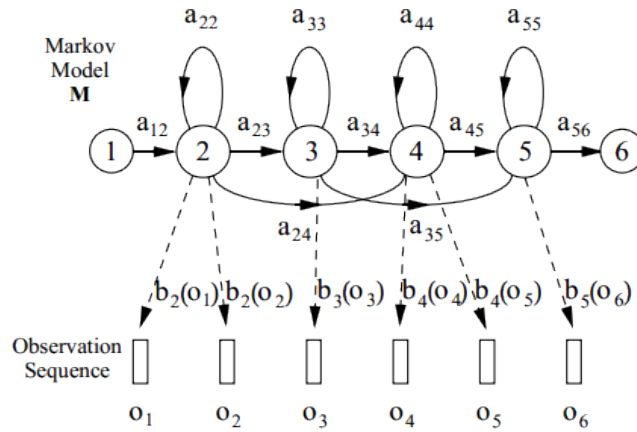 a₂₂ a₃₃ a₄₄ a₅₅
Markov
Model
M
a₁₂ a₂₃ a₃₄ a₄₅ a₅₆
1 2 3 4 5 6
a₂₄ a₃₅
b₂(o₁) b₂(o₂) b₃(o₃) b₄(o₄) b₄(o₅) b₅(o₆)
Observation
Sequence
o₁ o₂ o₃ o₄ o₅ o₆